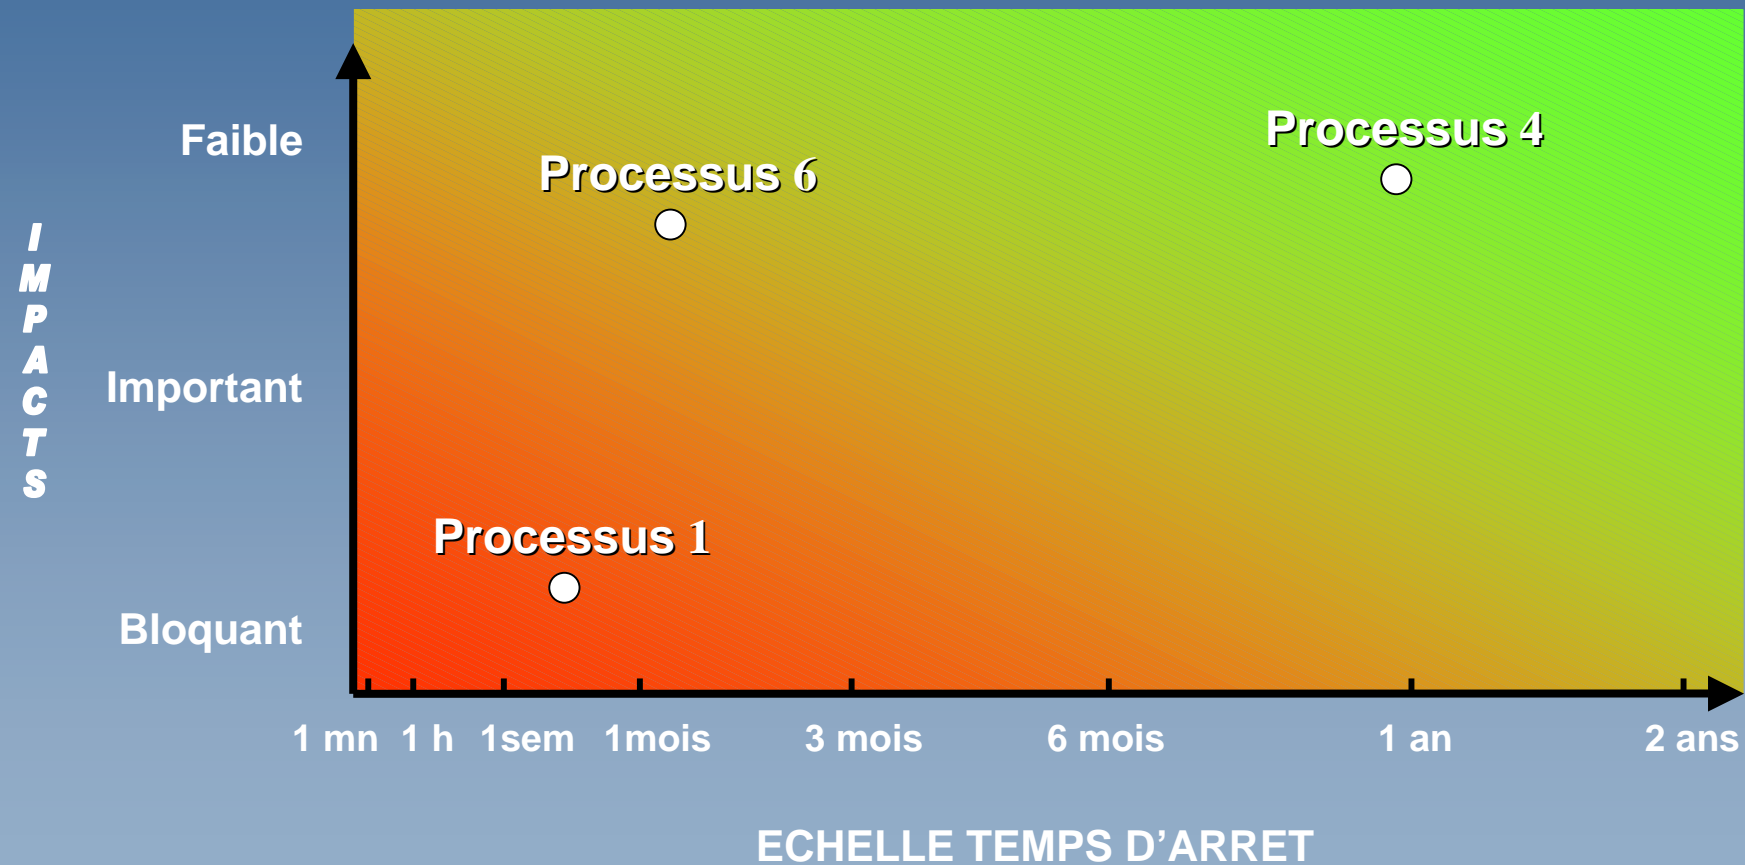 Faible
Processus 4
Processus 6
IMPACTS
Important
Processus 1
Bloquant
1 mn 1 h 1sem 1mois 3 mois 6 mois 1 an 2 ans
ECHELLE TEMPS D'ARRET